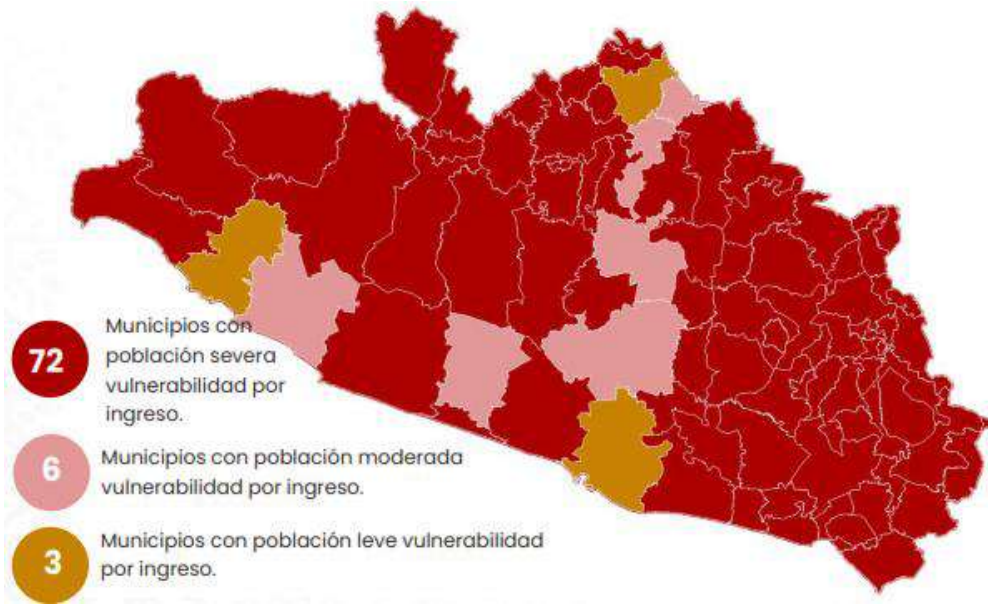 72
Municipios con
población severa
vulnerabilidad por
ingreso.
6
Municipios con población moderada
vulnerabilidad por ingreso.
3
Municipios con población leve vulnerabilidad
por ingreso.